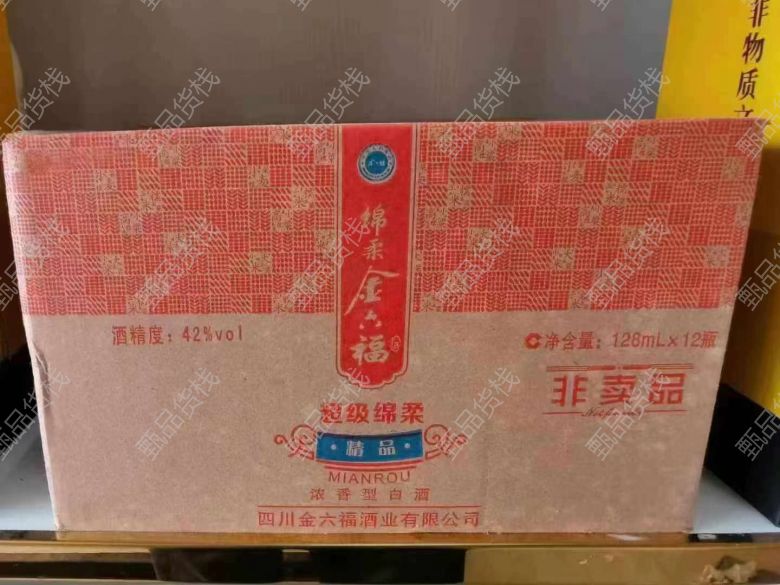 非物质文
绵柔
金六福
酒精度：42%vol
净含量：128mL×12瓶
非卖品
超级绵柔
·精品·
MIANROU
浓香型白酒
四川金六福酒业有限公司
甄品货栈